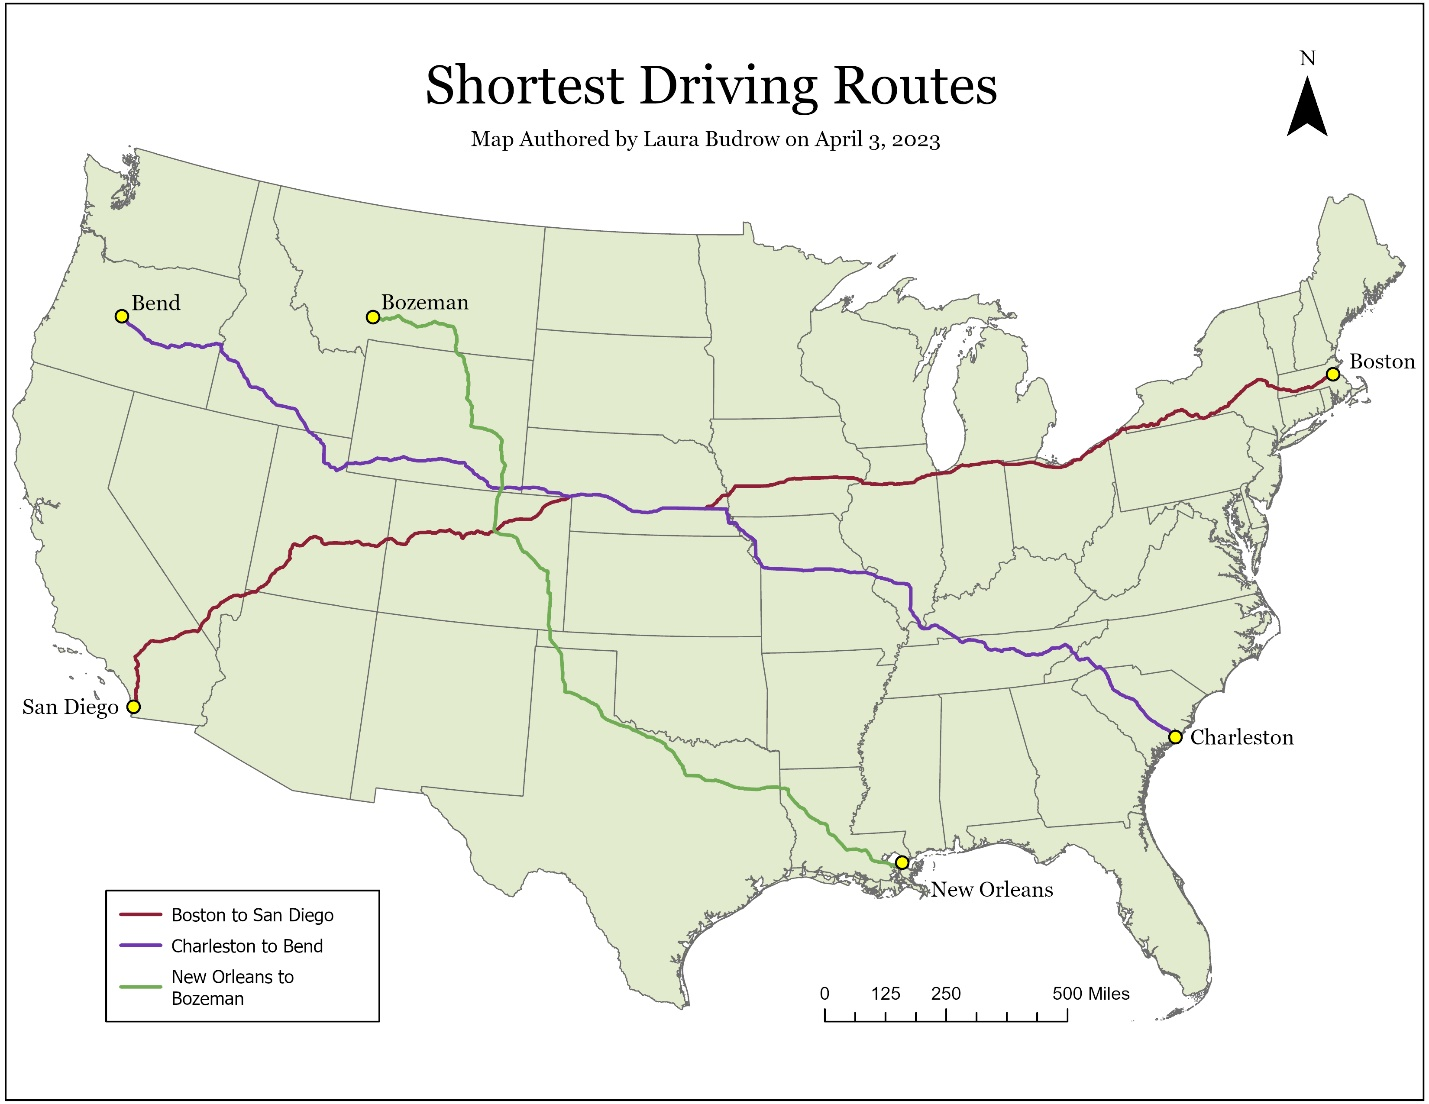 Shortest Driving Routes
N
Map Authored by Laura Budrow on April 3, 2023
Bend
Bozeman
Boston
San Diego
Charleston
New Orleans
Boston to San Diego
Charleston to Bend
New Orleans to
Bozeman
0 125 250 500 Miles